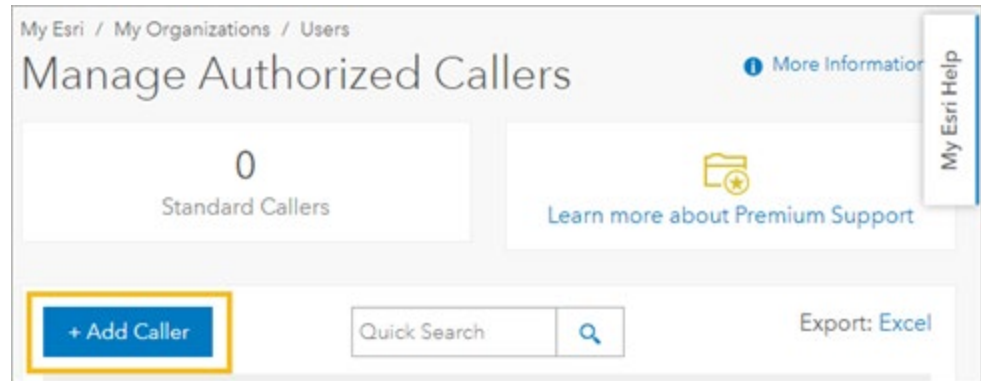 My Esri / My Organizations / Users
Manage Authorized Callers
More Information
My Esri Help
0
Standard Callers
Learn more about Premium Support
+ Add Caller
Quick Search
Export: Excel